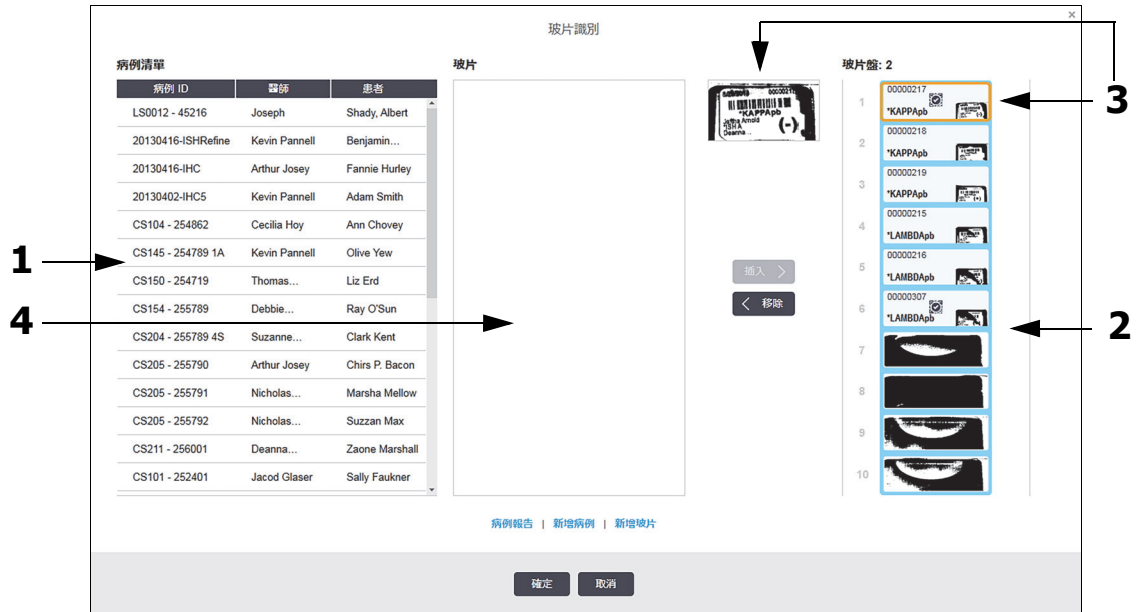 玻片識別
×
病例清單
病例 ID 醫師 患者
LS0012 - 45216 Joseph Shady, Albert
20130416-ISHRefine Kevin Pannell Benjamin...
20130416-IHC Arthur Josey Fannie Hurley
20130402-IHC5 Kevin Pannell Adam Smith
CS104 - 254862 Cecilia Hoy Ann Chovey
CS145 - 254789 1A Kevin Pannell Olive Yew
CS150 - 254719 Thomas... Liz Erd
CS154 - 255789 Debbie... Ray O'Sun
CS204 - 255789 4S Suzanne... Clark Kent
CS205 - 255790 Arthur Josey Chirs P. Bacon
CS205 - 255791 Nicholas... Marsha Mellow
CS205 - 255792 Nicholas... Suzzan Max
CS211 - 256001 Deanna... Zaone Marshall
CS101 - 252401 Jacod Glaser Sally Faukner
玻片
*KAPPApb
Arnold
*ISH A
Deanna...
(-)
插入 >
< 移除
玻片盤: 2
1 00000217 *KAPPApb
2 00000218 *KAPPApb
3 00000219 *KAPPApb
4 00000215 *LAMBDApb
5 00000216 *LAMBDApb
6 00000307 *LAMBDApb
7
8
9
10
病例報告 | 新增病例 | 新增玻片
確定 取消
1
4
3
2